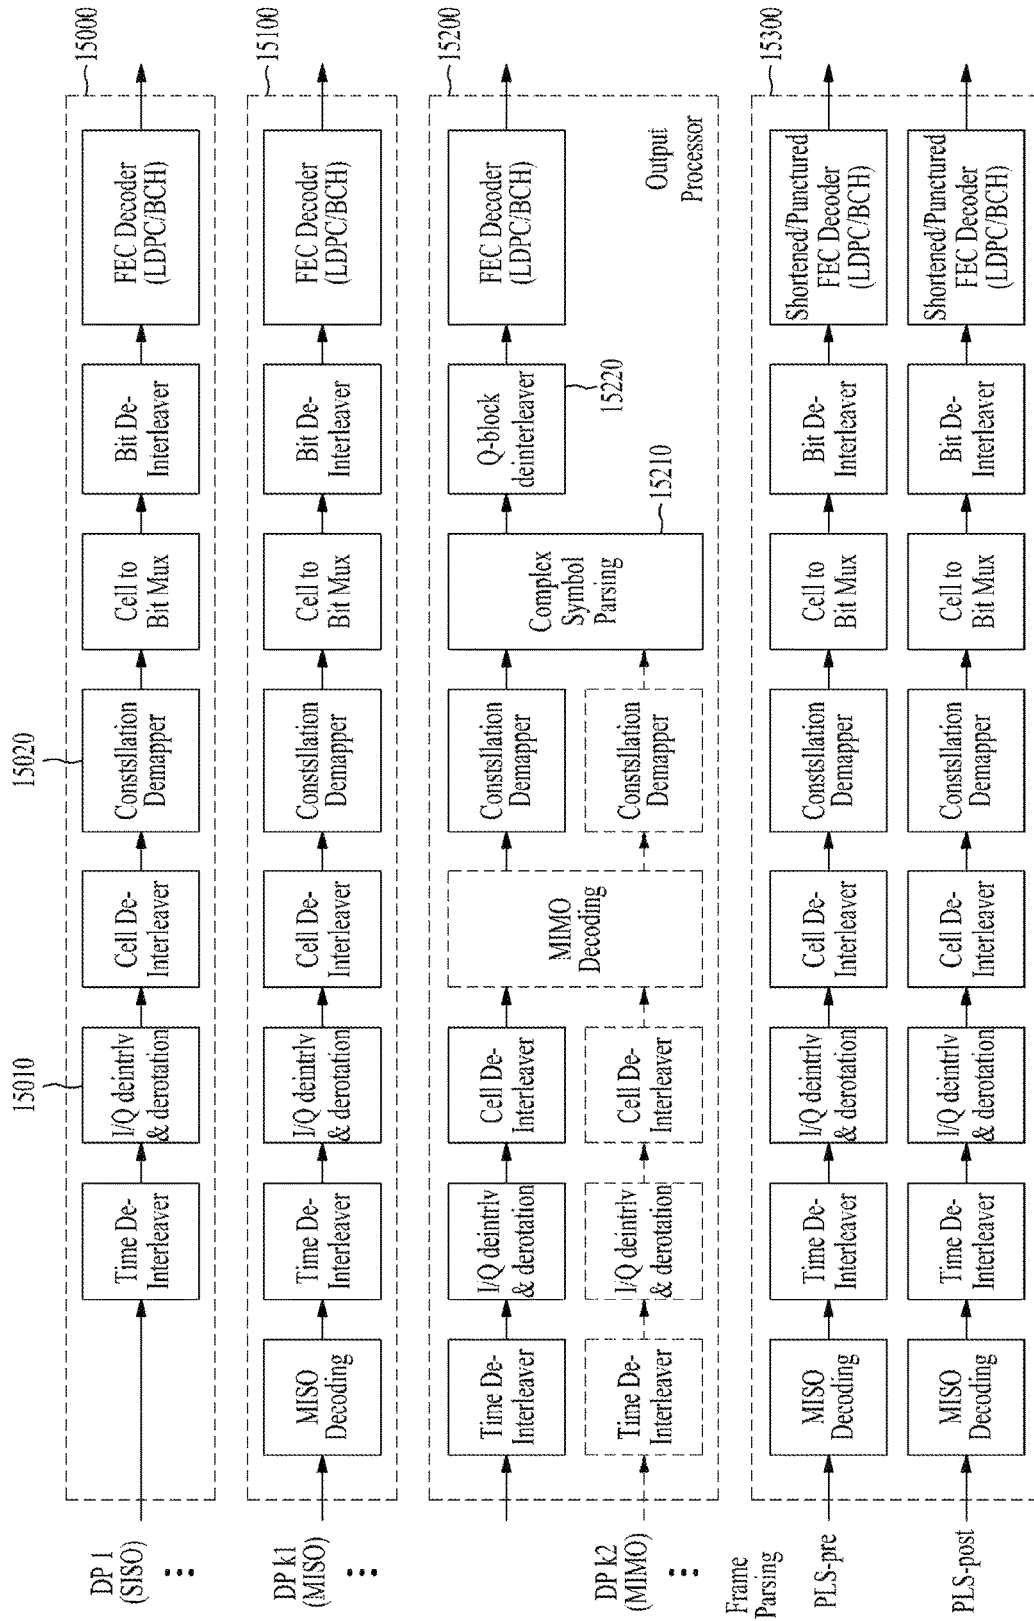 DP 1
(SISO)
Time De-
Interleaver
I/Q deintrlv
& derotation
15010
Cell De-
Interleaver
Constsllation
Demapper
15020
Cell to
Bit Mux
Bit De-
Interleaver
FEC Decoder
(LDPC/BCH)
15000
DP k1
(MISO)
MISO
Decoding
Time De-
Interleaver
I/Q deintrlv
& derotation
Cell De-
Interleaver
Constsllation
Demapper
Cell to
Bit Mux
Bit De-
Interleaver
FEC Decoder
(LDPC/BCH)
15100
Time De-
Interleaver
I/Q deintrlv
& derotation
Cell De-
Interleaver
MIMO
Decoding
Constsllation
Demapper
Complex
Symbol
Parsing
15210
Q-block
deinterleaver
15220
FEC Decoder
(LDPC/BCH)
15200
DP k2
(MIMO)
Time De-
Interleaver
I/Q deintrlv
& derotation
Cell De-
Interleaver
Constsllation
Demapper
Output
Processor
Frame
Parsing
PLS-pre
MISO
Decoding
Time De-
Interleaver
I/Q deintrlv
& derotation
Cell De-
Interleaver
Constsllation
Demapper
Cell to
Bit Mux
Bit De-
Interleaver
Shortened/Punctured
FEC Decoder
(LDPC/BCH)
15300
PLS-post
MISO
Decoding
Time De-
Interleaver
I/Q deintrlv
& derotation
Cell De-
Interleaver
Constsllation
Demapper
Cell to
Bit Mux
Bit De-
Interleaver
Shortened/Punctured
FEC Decoder
(LDPC/BCH)